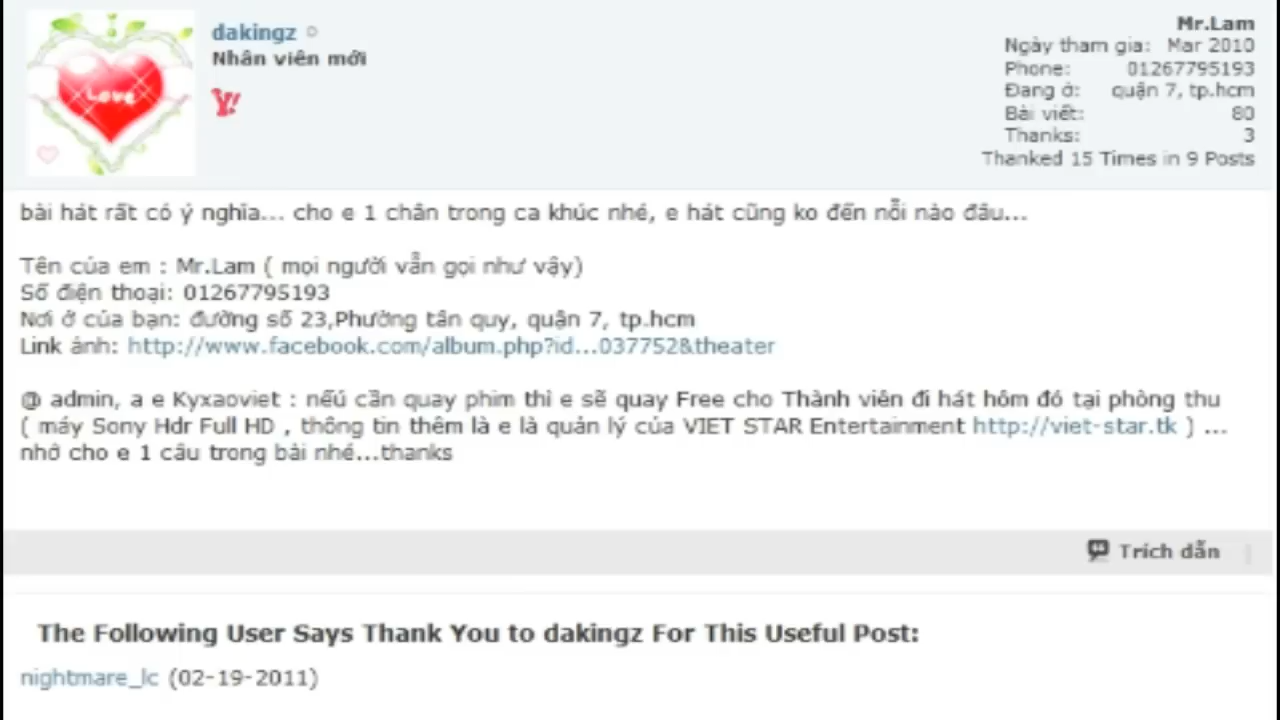 dakingz
Nhân viên mới
Love
Y!
Mr.Lam
Ngày tham gia: Mar 2010
Phone: 01267795193
Đang ở: quận 7, tp.hcm
Bài viết: 80
Thanks: 3
Thanked 15 Times in 9 Posts
bài hát rất có ý nghĩa... cho e 1 chân trong ca khúc nhé, e hát cũng ko đến nỗi nào đâu...
Tên của em : Mr.Lam ( mọi người vẫn gọi như vậy)
Số điện thoại: 01267795193
Nơi ở của bạn: đường số 23,Phường tân quy, quận 7, tp.hcm
Link ảnh: http://www.facebook.com/album.php?id...037752&theater
@ admin, a e Kyxaoviet : nếú cần quay phim thì e sẽ quay Free cho Thành viên đi hát hôm đó tại phòng thu
( máy Sony Hdr Full HD , thông tin thêm là e là quản lý của VIET STAR Entertainment http://viet-star.tk ) ...
nhớ cho e 1 câu trong bài nhé...thanks
Trích dẫn
The Following User Says Thank You to dakingz For This Useful Post:
nightmare_lc (02-19-2011)